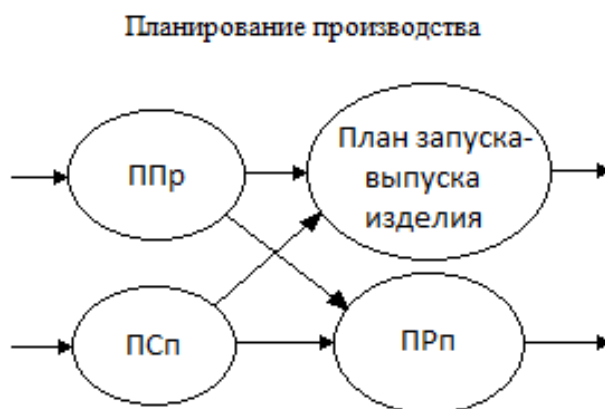 Планирование производства
ППр
План запуска-
выпуска
изделия
ПСп
ПРп